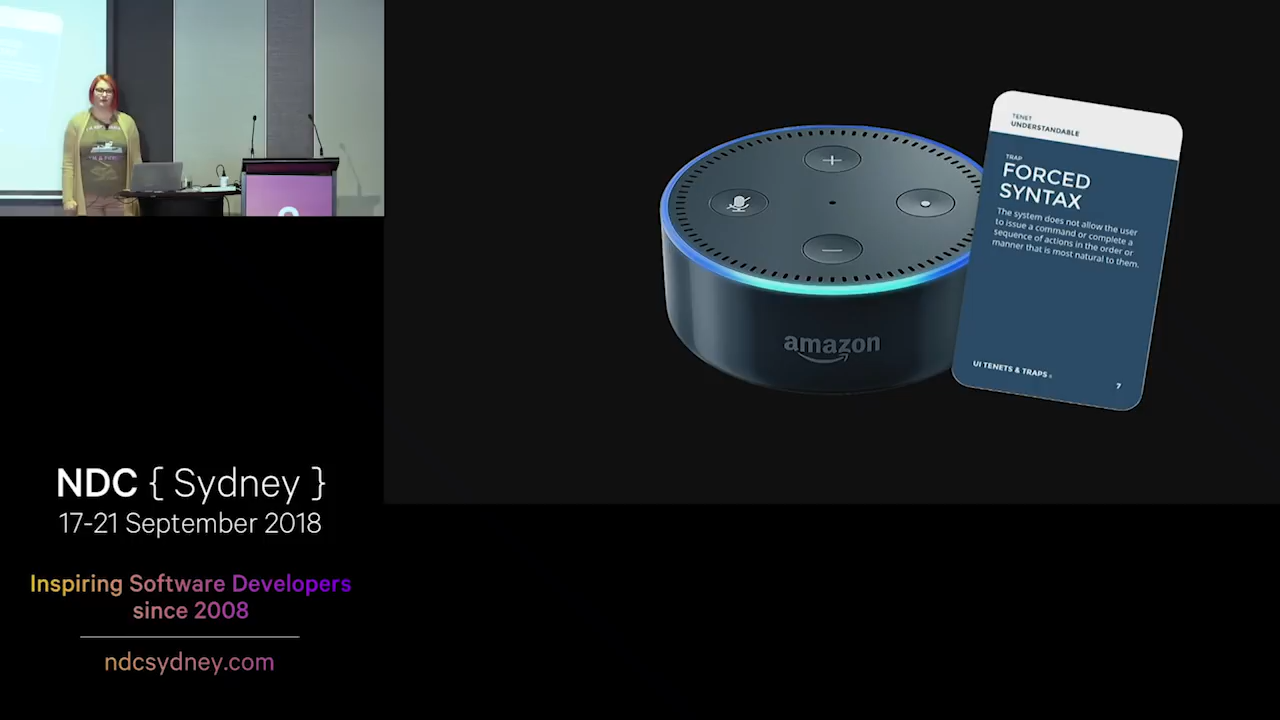 amazon
TENET
UNDERSTANDABLE
TRAP
FORCED
SYNTAX
The system does not allow the user
to issue a command or complete a
sequence of actions in the order or
manner that is most natural to them.
UI TENETS & TRAPS
7
NDC { Sydney }
17-21 September 2018
Inspiring Software Developers
since 2008
ndcsydney.com